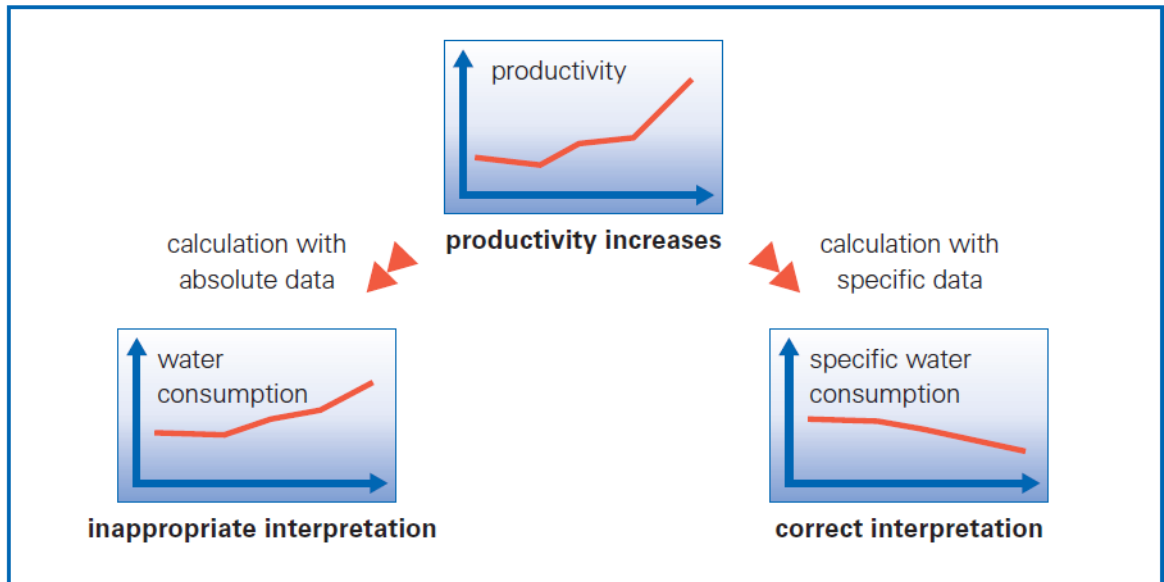 productivity
productivity increases
calculation with
absolute data
calculation with
specific data
water
consumption
inappropriate interpretation
specific water
consumption
correct interpretation